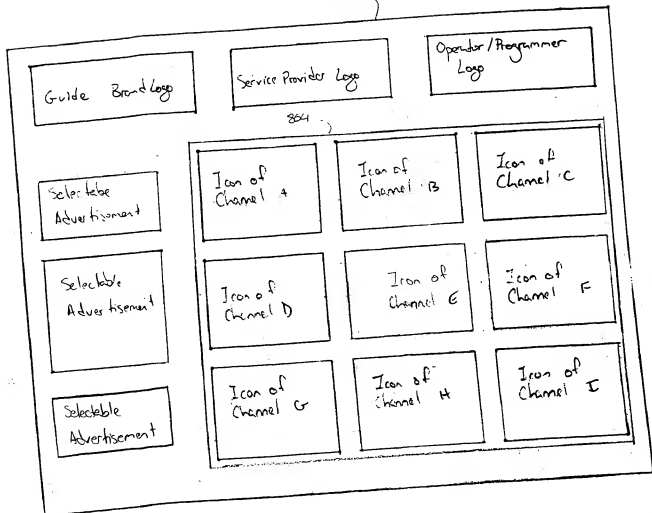 Guide Brand Logo
Service Provider Logo
Operator/Programmer
Logo
804
Selectabe
Advertisement
Selectable
Advertisement
Selectable
Advertisement
Icon of
Channel A
Icon of
Channel B
Icon of
Channel C
Icon of
Channel D
Icon of
Channel E
Icon of
Channel F
Icon of
Channel G
Icon of
Channel H
Icon of
Channel I